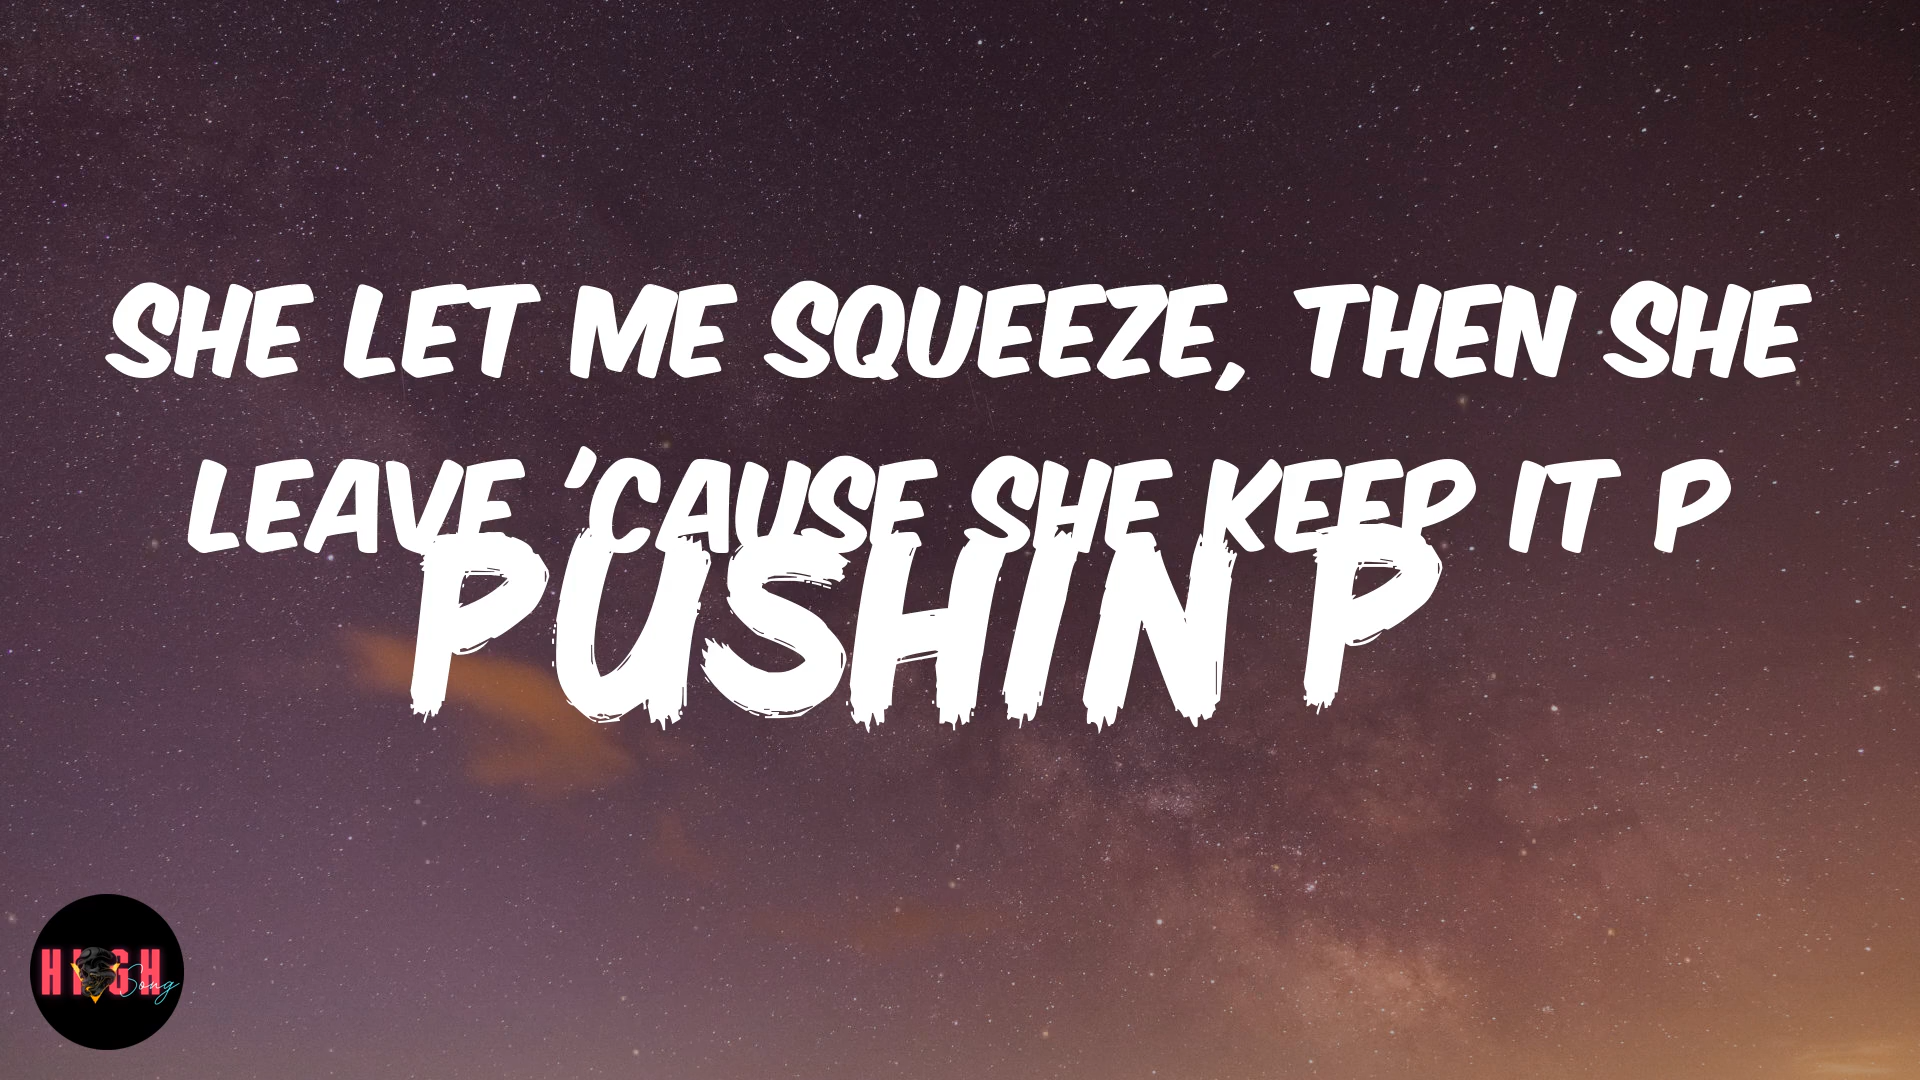 SHE LET ME SQUEEZE, THEN SHE
LEAVE 'CAUSE SHE KEEP IT P
PUSHIN P
HIGH
Song